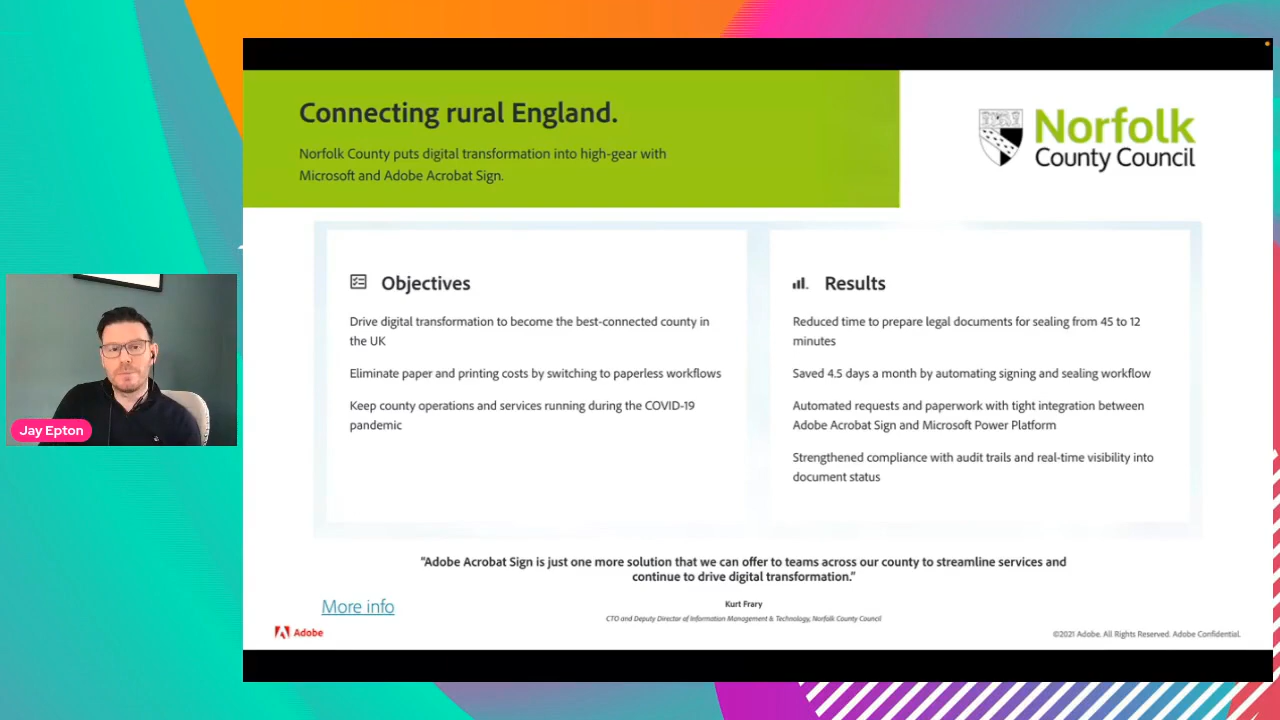 Connecting rural England.
Norfolk County puts digital transformation into high-gear with
Microsoft and Adobe Acrobat Sign.
Norfolk
County Council
Objectives
Drive digital transformation to become the best-connected county in
the UK
Eliminate paper and printing costs by switching to paperless workflows
Keep county operations and services running during the COVID-19
pandemic
Results
Reduced time to prepare legal documents for sealing from 45 to 12
minutes
Saved 4.5 days a month by automating signing and sealing workflow
Automated requests and paperwork with tight integration between
Adobe Acrobat Sign and Microsoft Power Platform
Strengthened compliance with audit trails and real-time visibility into
document status
Jay Epton
“Adobe Acrobat Sign is just one more solution that we can offer to teams across our county to streamline services and
continue to drive digital transformation.”
Kurt Frary
CTO and Deputy Director of Information Management & Technology, Norfolk County Council
More info
Adobe
©2021 Adobe. All Rights Reserved. Adobe Confidential.